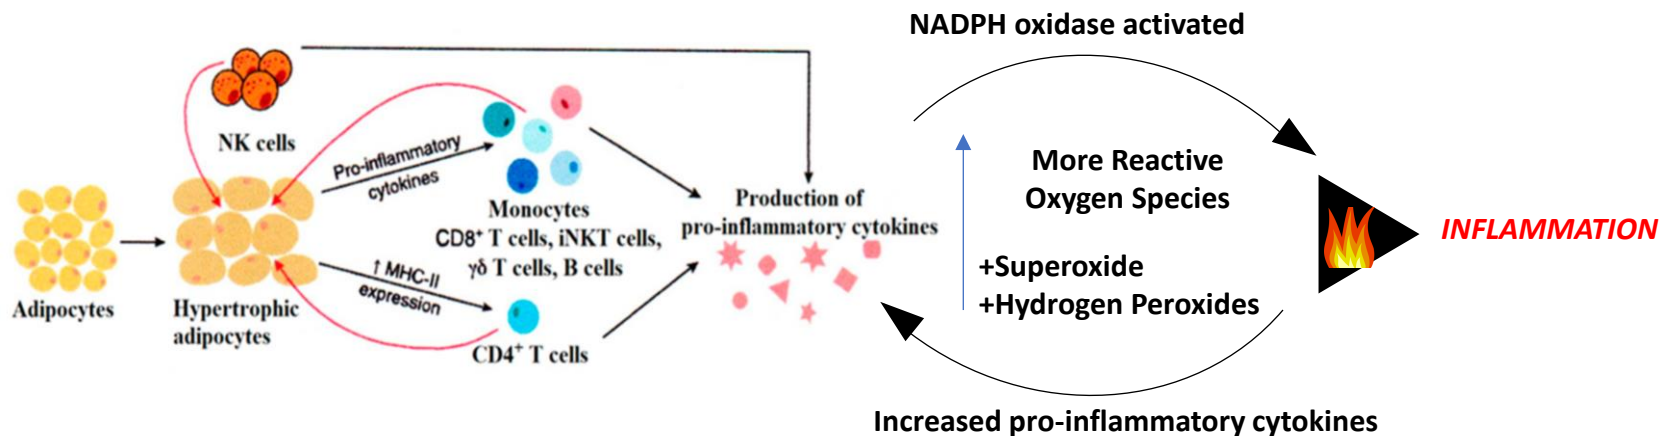 NADPH oxidase activated
NK cells
Pro-inflammatory
cytokines
Monocytes
CD8⁺ T cells, iNKT cells,
γδ T cells, B cells
↑ MHC-II
expression
CD4⁺ T cells
Adipocytes
Hypertrophic
adipocytes
Production of
pro-inflammatory cytokines
More Reactive
Oxygen Species
+Superoxide
+Hydrogen Peroxides
INFLAMMATION
Increased pro-inflammatory cytokines